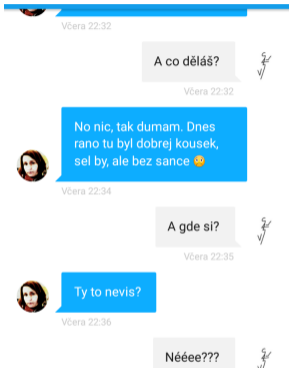 Včera 22:32
A co děláš?
Včera 22:32
No nic, tak dumam. Dnes
rano tu byl dobrej kousek,
sel by, ale bez sance 😳
Včera 22:34
A gde si?
Včera 22:35
Ty to nevis?
Včera 22:36
Nééee???